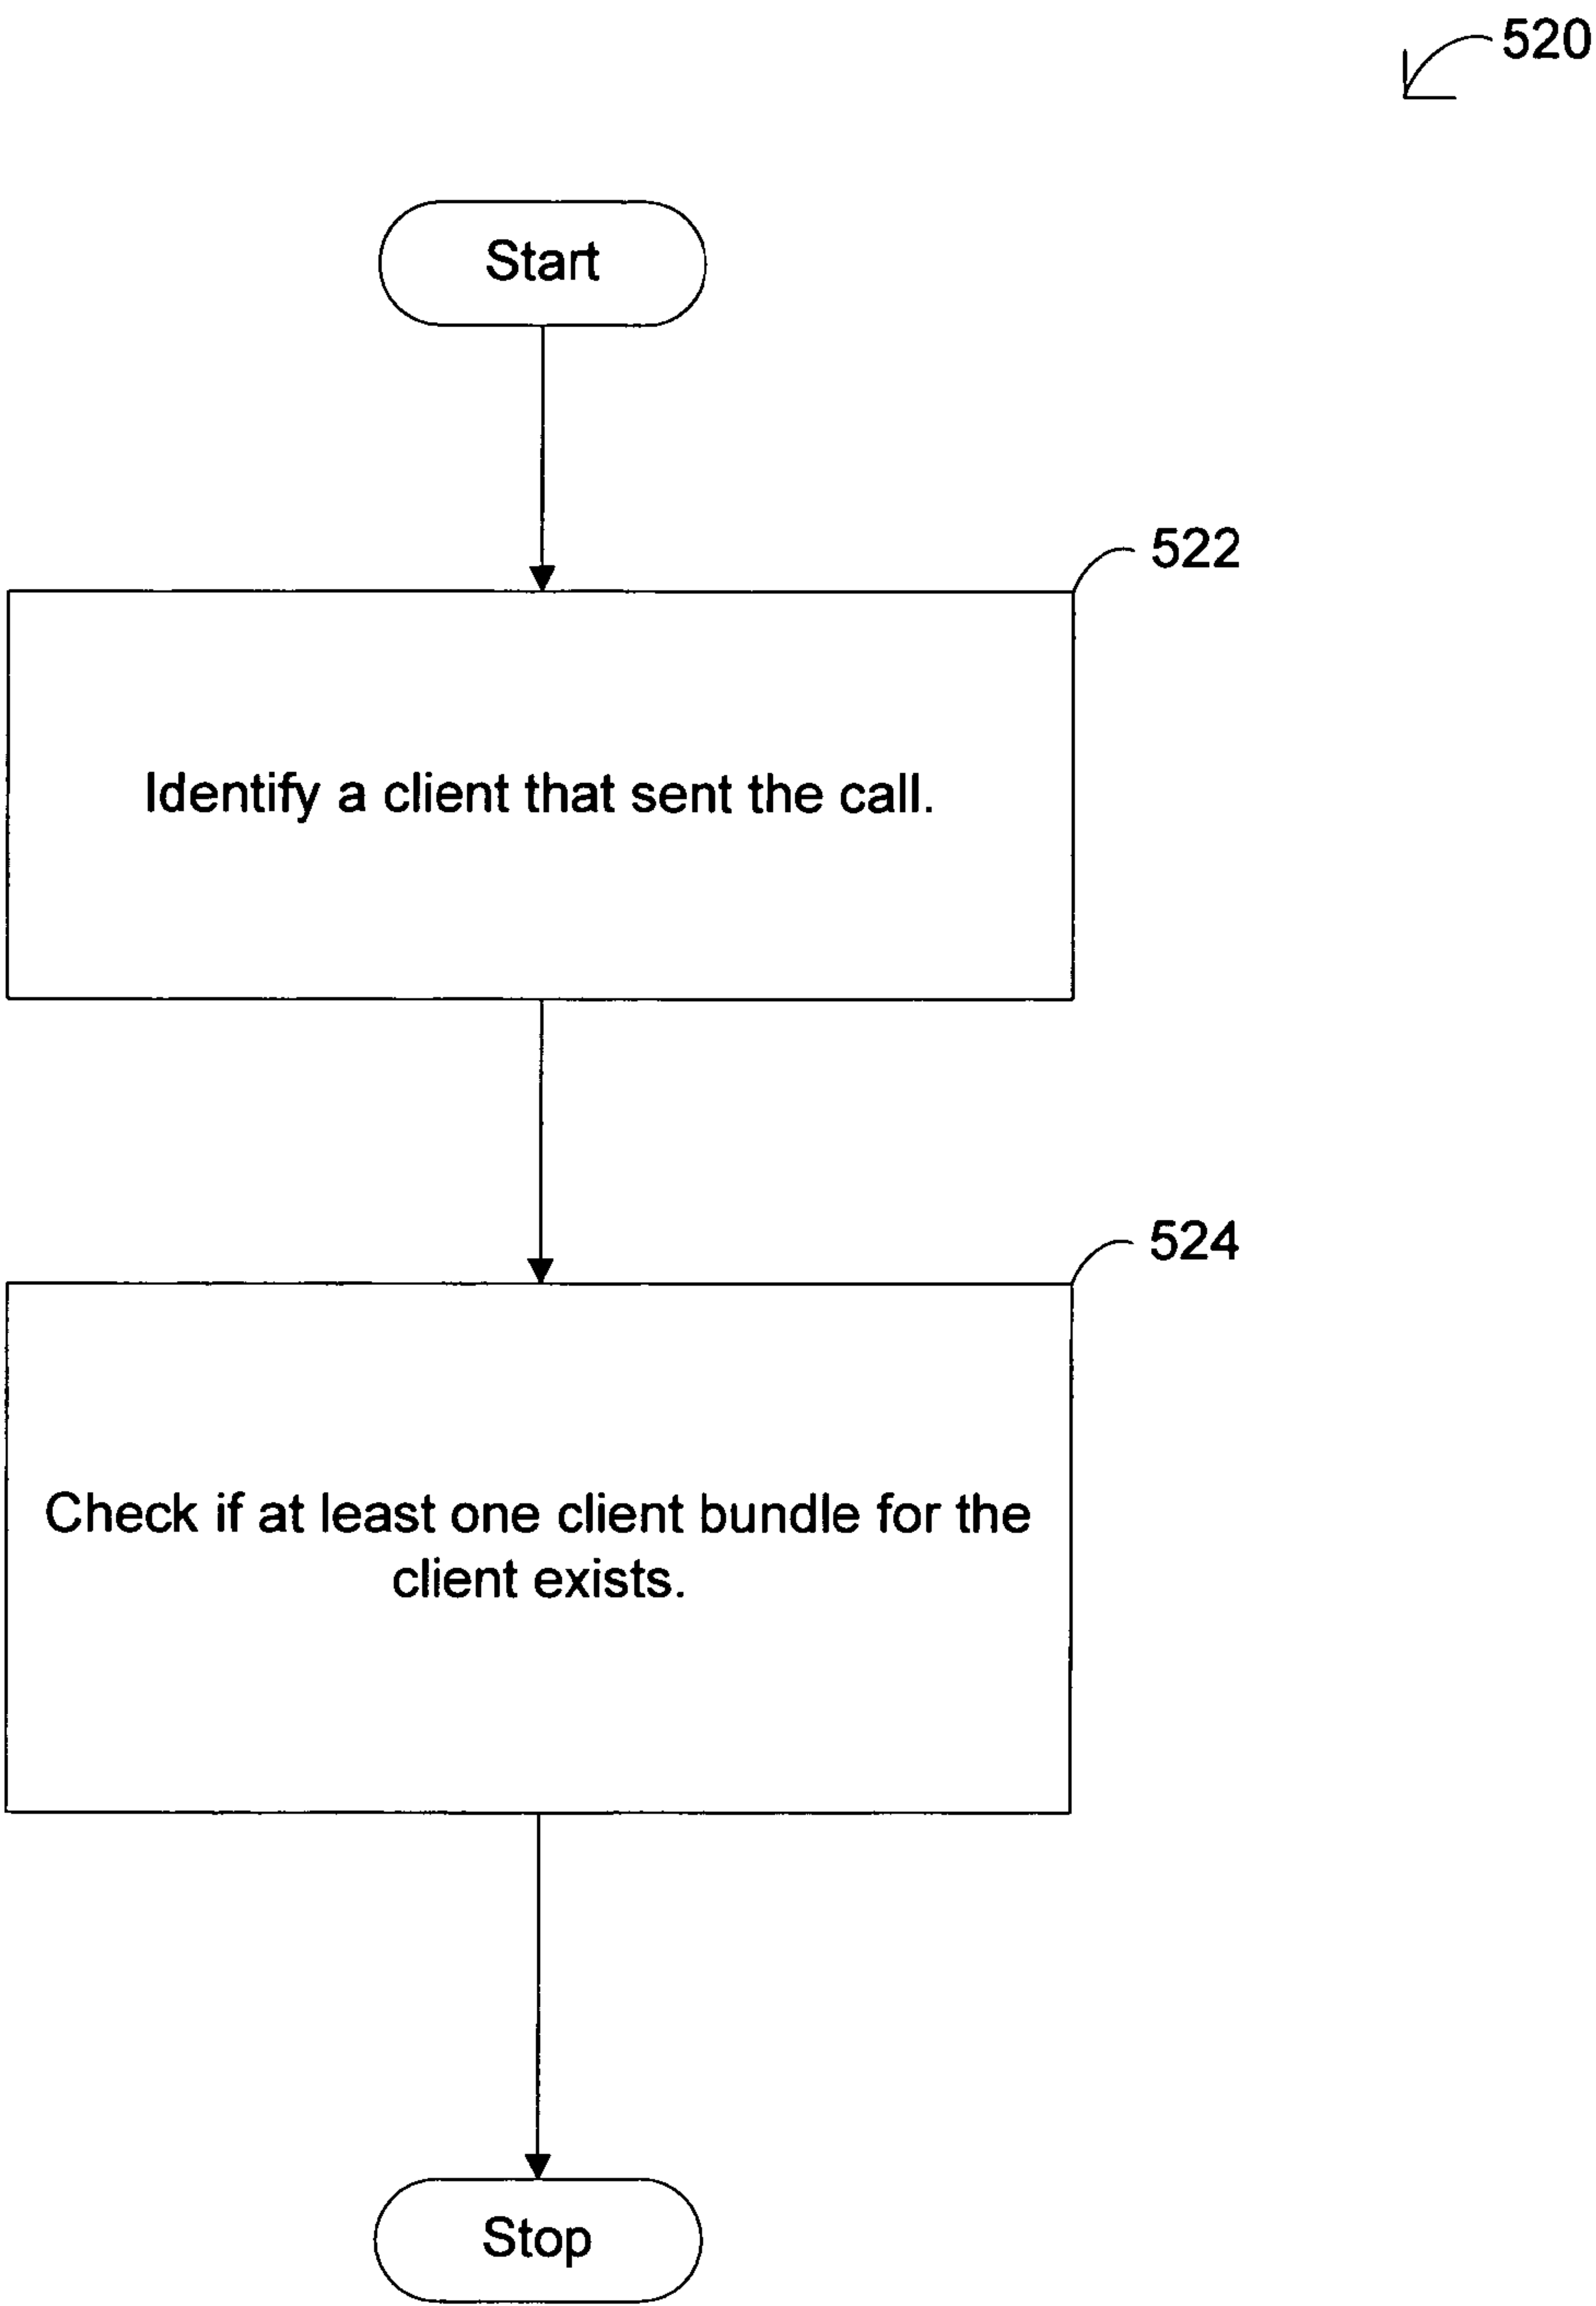 520
Start
522
Identify a client that sent the call.
524
Check if at least one client bundle for the
client exists.
Stop